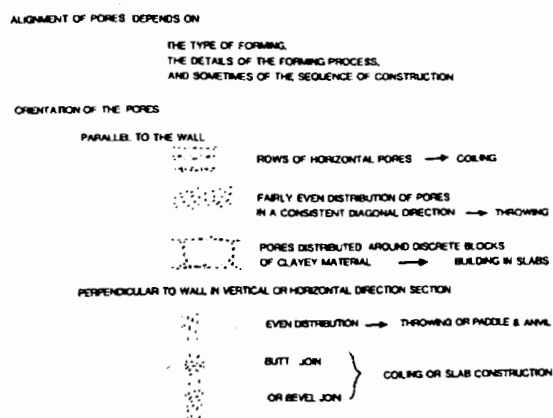 ALIGNMENT OF PORES DEPENDS ON
THE TYPE OF FORMING,
THE DETAILS OF THE FORMING PROCESS,
AND SOMETIMES OF THE SEQUENCE OF CONSTRUCTION
ORIENTATION OF THE PORES
PARALLEL TO THE WALL
ROWS OF HORIZONTAL PORES → COILING
FAIRLY EVEN DISTRIBUTION OF PORES
IN A CONSISTENT DIAGONAL DIRECTION → THROWING
PORES DISTRIBUTED AROUND DISCRETE BLOCKS
OF CLAYEY MATERIAL → BUILDING IN SLABS
PERPENDICULAR TO WALL IN VERTICAL OR HORIZONTAL DIRECTION SECTION
EVEN DISTRIBUTION → THROWING OR PADDLE & ANVIL
BUTT JOIN
COILING OR SLAB CONSTRUCTION
OR BEVEL JOIN